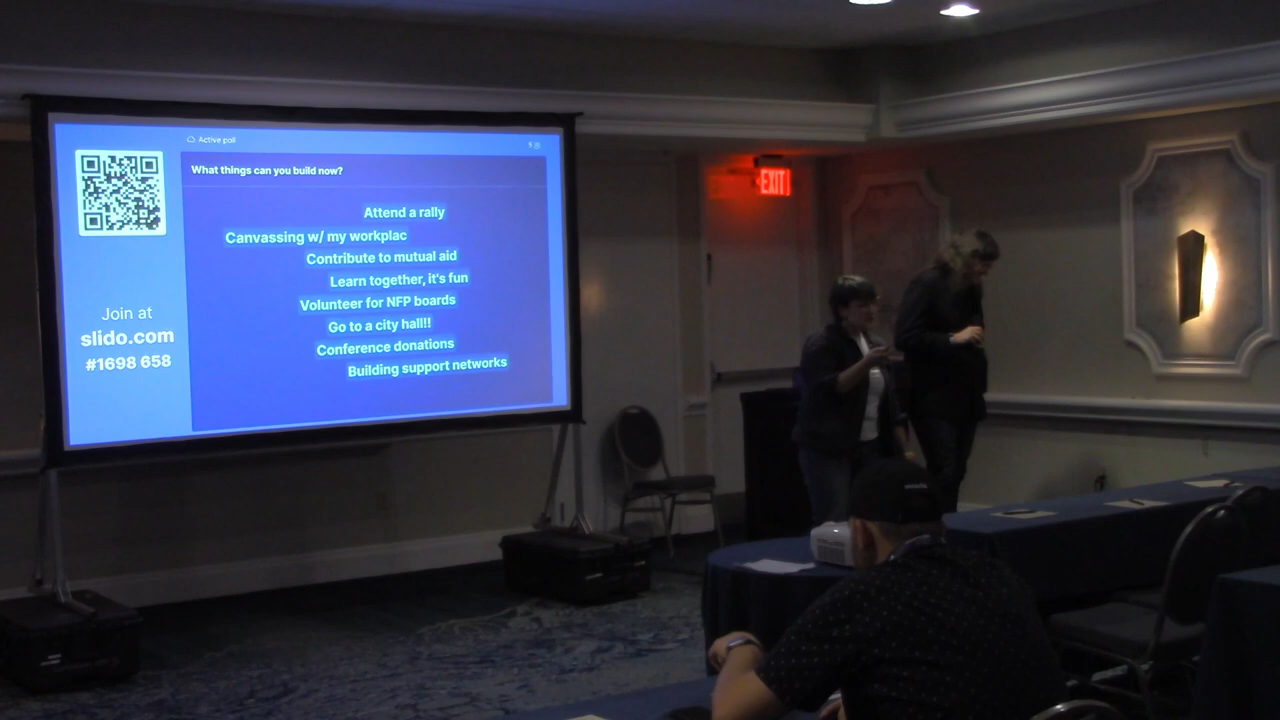 Active poll
What things can you build now?
Attend a rally
Canvassing w/ my workplac
Contribute to mutual aid
Learn together, it's fun
Volunteer for NFP boards
Go to a city hall!!
Conference donations
Building support networks
Join at
slido.com
#1698 658
EXIT